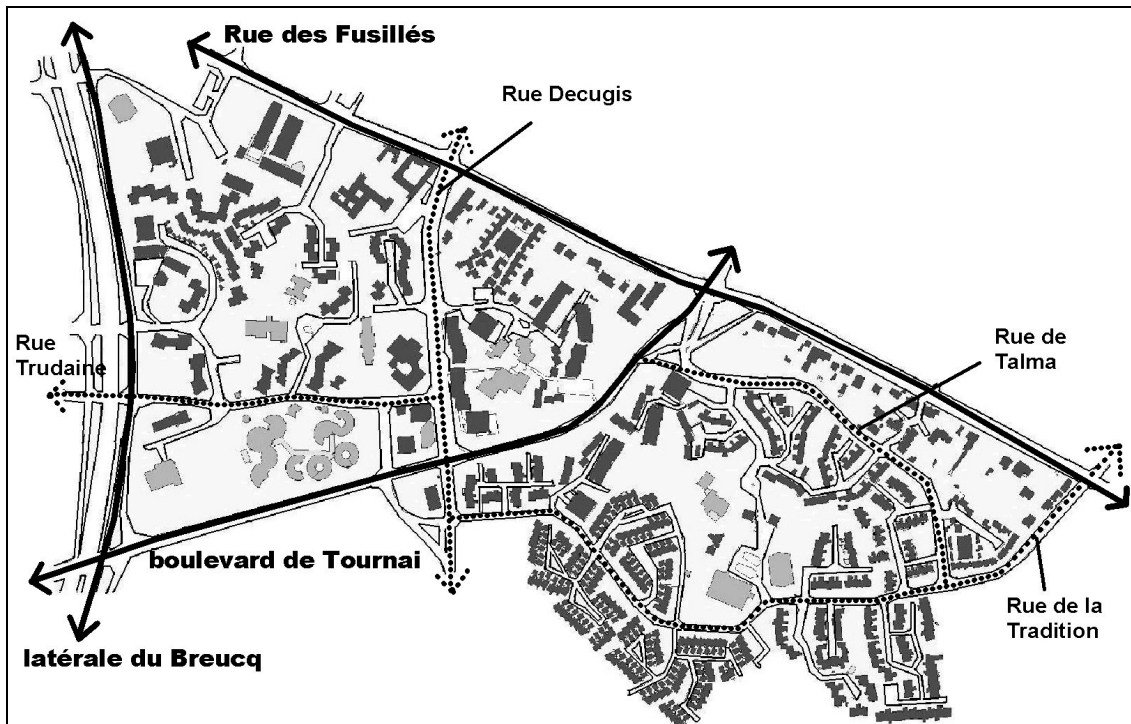 Rue des Fusillés
Rue Decugis
Rue
Trudaine
Rue de
Talma
boulevard de Tournai
Rue de la
Tradition
latérale du Breucq